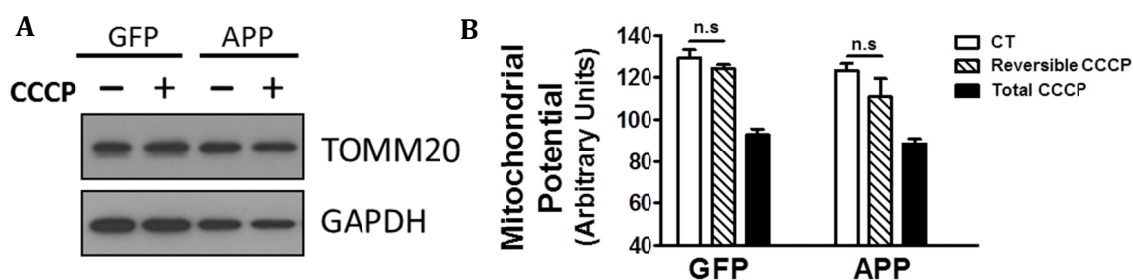 A
GFP APP
CCCP − + − +
TOMM20
GAPDH
B
Mitochondrial
Potential
(Arbitrary Units)
140
120
100
80
60
40
n.s
n.s
GFP APP
CT
Reversible CCCP
Total CCCP